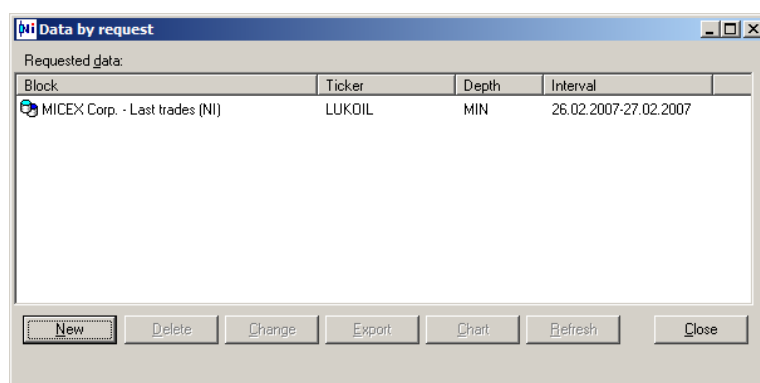 Ni Data by request
Requested data:
Block Ticker Depth Interval
MICEX Corp. - Last trades (NI) LUKOIL MIN 26.02.2007-27.02.2007
New Delete Change Export Chart Refresh Close